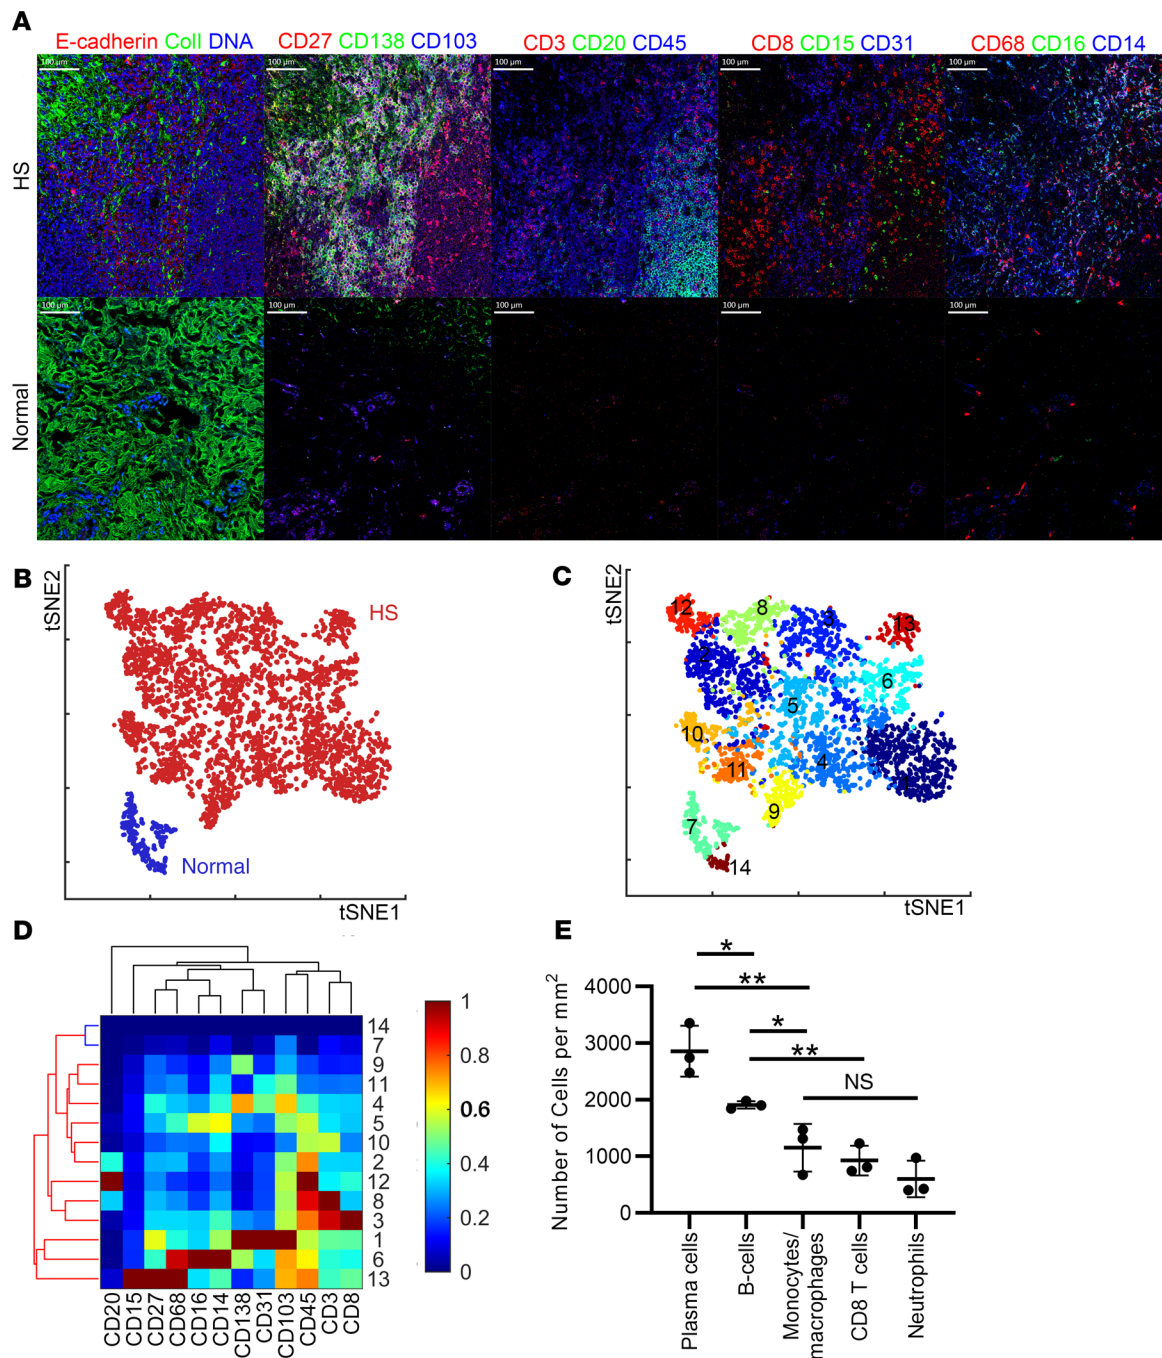 A
E-cadherin Coll DNA
CD27 CD138 CD103
CD3 CD20 CD45
CD8 CD15 CD31
CD68 CD16 CD14
HS
100 µm
100 µm
100 µm
100 µm
100 µm
Normal
100 µm
100 µm
100 µm
100 µm
100 µm
B
tSNE2
HS
Normal
tSNE1
C
tSNE2
12
8
3
13
2
6
5
10
11
4
1
9
7
14
tSNE1
D
14
7
9
11
4
5
10
2
12
8
3
1
6
13
CD20
CD15
CD27
CD68
CD16
CD14
CD138
CD31
CD103
CD45
CD3
CD8
1
0.8
0.6
0.4
0.2
0
E
Number of Cells per mm²
4000
3000
2000
1000
0
*
**
*
**
NS
Plasma cells
B-cells
Monocytes/
macrophages
CD8 T cells
Neutrophils